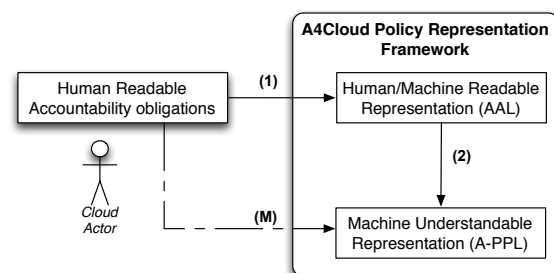 A4Cloud Policy Representation
Framework
Human Readable
Accountability obligations
(1)
Human/Machine Readable
Representation (AAL)
(2)
Cloud
Actor
(M)
Machine Understandable
Representation (A-PPL)